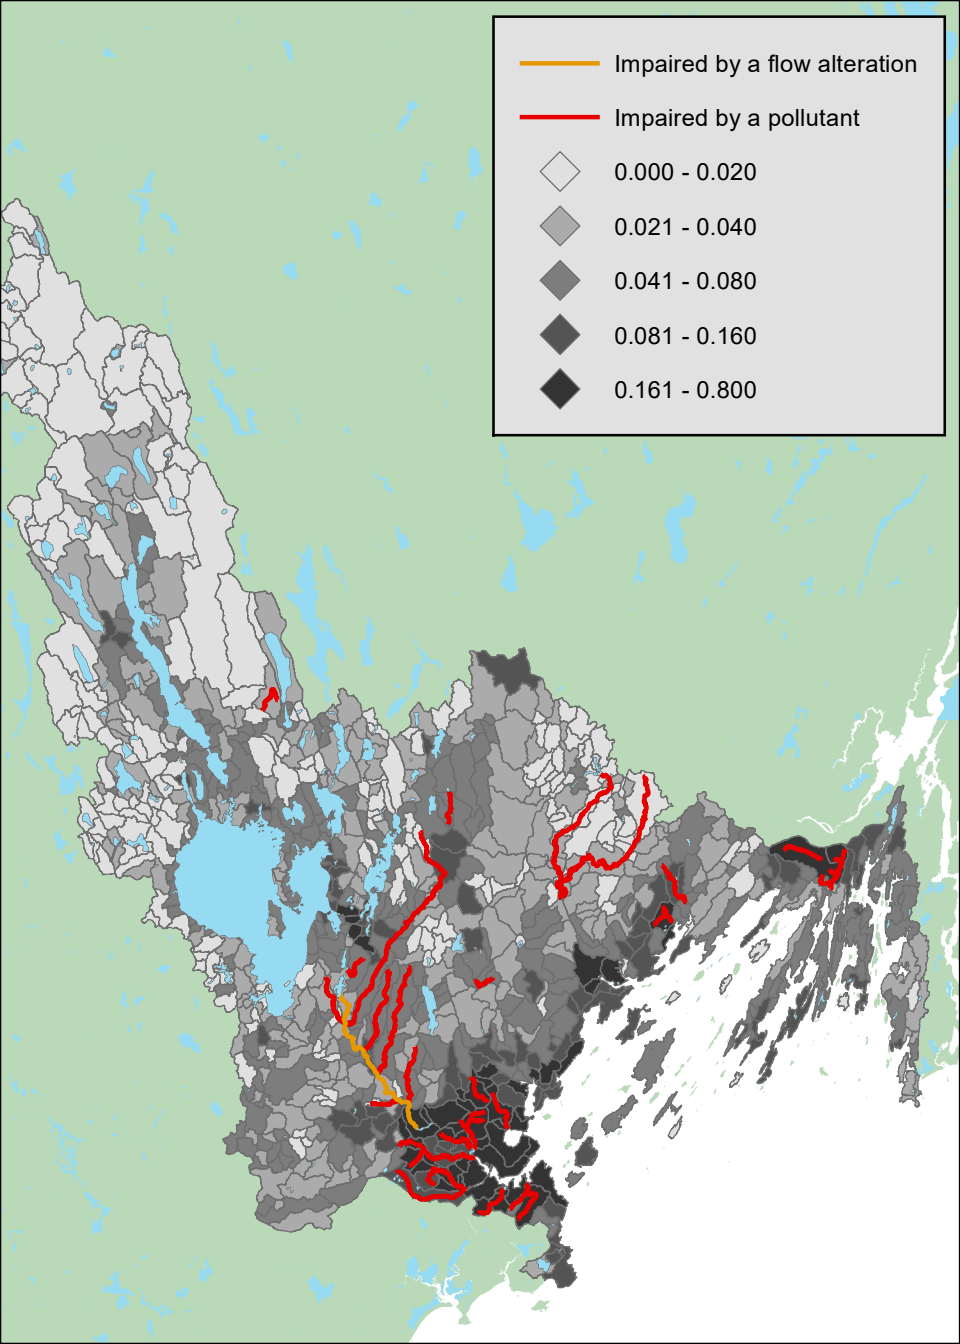 Impaired by a flow alteration
Impaired by a pollutant
0.000 - 0.020
0.021 - 0.040
0.041 - 0.080
0.081 - 0.160
0.161 - 0.800